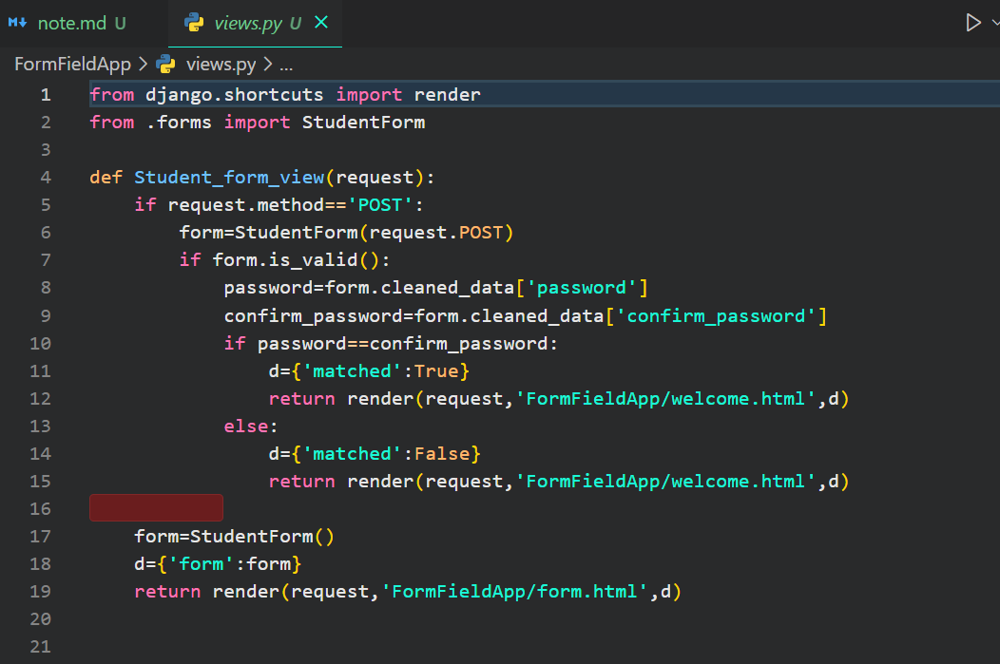 note.md U views.py U
FormFieldApp > views.py > ...
1 from django.shortcuts import render
2 from .forms import StudentForm
3
4 def Student_form_view(request):
5     if request.method=='POST':
6         form=StudentForm(request.POST)
7         if form.is_valid():
8             password=form.cleaned_data['password']
9             confirm_password=form.cleaned_data['confirm_password']
10             if password==confirm_password:
11                 d={'matched':True}
12                 return render(request,'FormFieldApp/welcome.html',d)
13             else:
14                 d={'matched':False}
15                 return render(request,'FormFieldApp/welcome.html',d)
16
17     form=StudentForm()
18     d={'form':form}
19     return render(request,'FormFieldApp/form.html',d)
20
21